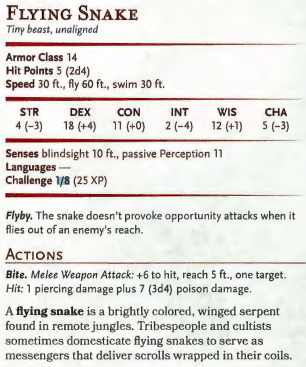 FLYING SNAKE
Tiny beast, unaligned
Armor Class 14
Hit Points 5 (2d4)
Speed 30 ft., fly 60 ft., swim 30 ft.
STR DEX CON INT WIS CHA
4 (−3) 18 (+4) 11 (+0) 2 (−4) 12 (+1) 5 (−3)
Senses blindsight 10 ft., passive Perception 11
Languages —
Challenge 1/8 (25 XP)
Flyby. The snake doesn't provoke opportunity attacks when it
flies out of an enemy's reach.
ACTIONS
Bite. Melee Weapon Attack: +6 to hit, reach 5 ft., one target.
Hit: 1 piercing damage plus 7 (3d4) poison damage.
A flying snake is a brightly colored, winged serpent
found in remote jungles. Tribespeople and cultists
sometimes domesticate flying snakes to serve as
messengers that deliver scrolls wrapped in their coils.